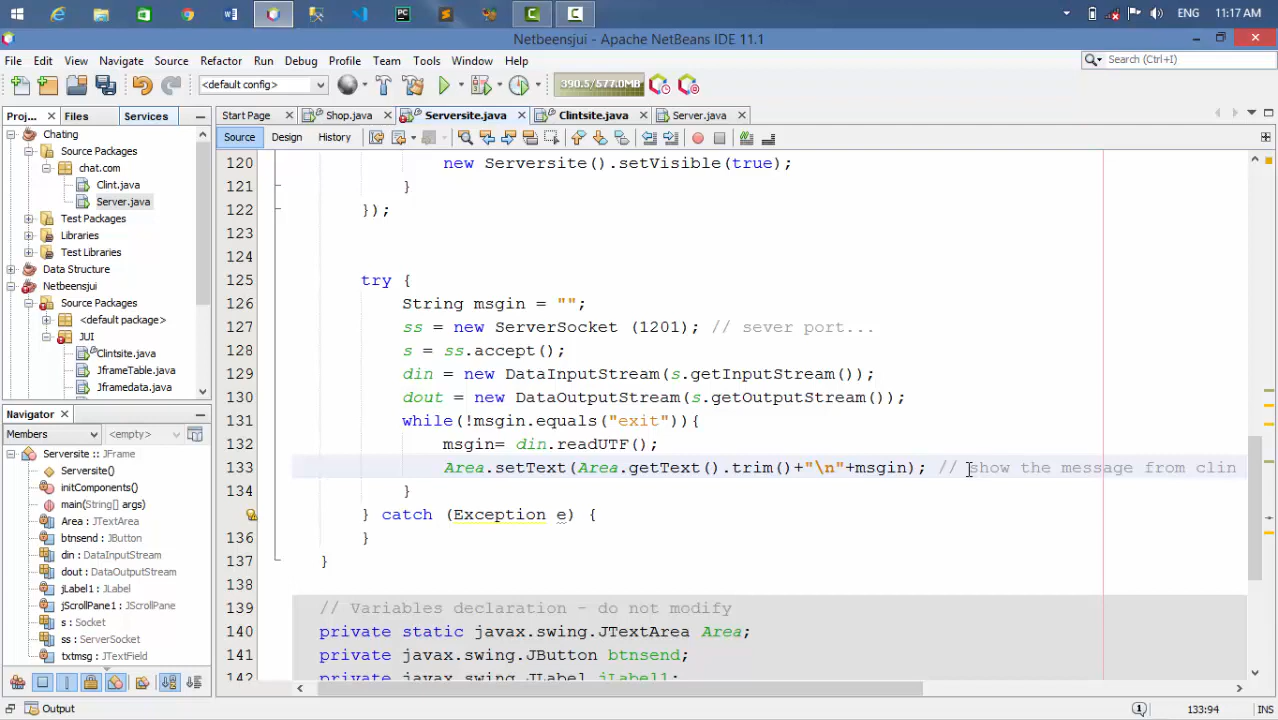 ENG 11:17 AM
Netbeensjui - Apache NetBeans IDE 11.1
File Edit View Navigate Source Refactor Run Debug Profile Team Tools Window Help
Search (Ctrl+I)
<default config>
390.5/577.0MB
Proj... Files Services
Start Page Shop.java Serversite.java Clintsite.java Server.java
Source Design History
Chating
Source Packages
chat.com
Clint.java
Server.java
Test Packages
Libraries
Test Libraries
Data Structure
Netbeensjui
Source Packages
<default package>
JUI
Clintsite.java
JframeTable.java
Jframedata.java
Navigator
Members <empty>
Serversite :: JFrame
Serversite()
initComponents()
main(String[] args)
Area : JTextArea
btnsend : JButton
din : DataInputStream
dout : DataOutputStream
jLabel1 : JLabel
jScrollPane1 : JScrollPane
s : Socket
ss : ServerSocket
txtmsg : JTextField
120 new Serversite().setVisible(true);
121 }
122 });
123
124
125 try {
126 String msgin = "";
127 ss = new ServerSocket (1201); // sever port...
128 s = ss.accept();
129 din = new DataInputStream(s.getInputStream());
130 dout = new DataOutputStream(s.getOutputStream());
131 while(!msgin.equals("exit")){
132 msgin= din.readUTF();
133 Area.setText(Area.getText().trim()+"\n"+msgin); // show the message from clin
134 }
} catch (Exception e) {
136 }
137 }
138
139 // Variables declaration - do not modify
140 private static javax.swing.JTextArea Area;
141 private javax.swing.JButton btnsend;
142 private javax.swing.JLabel jLabel1;
Output
133:94 INS